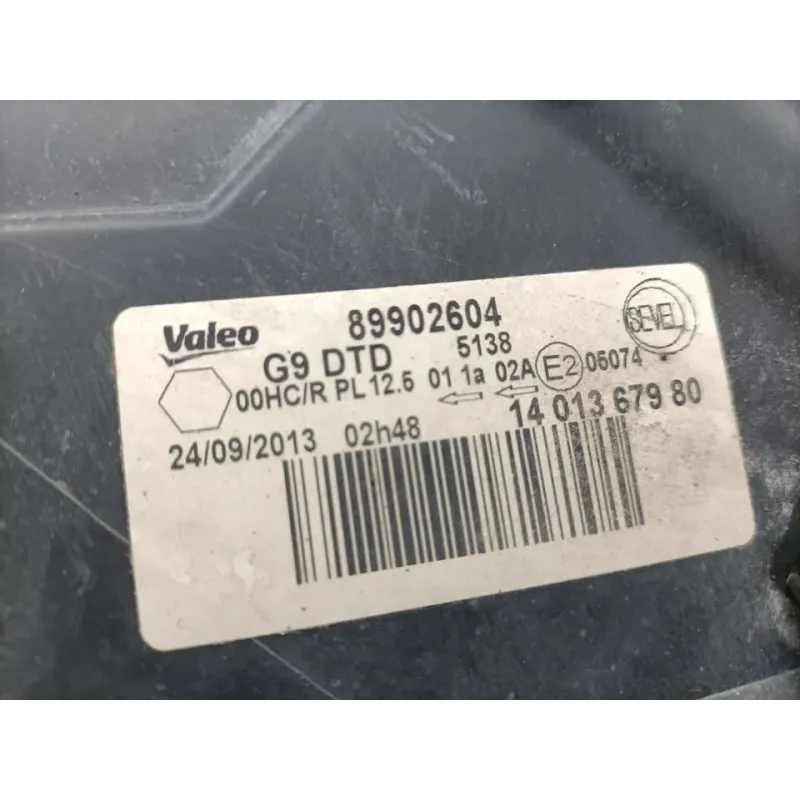 Valeo 89902604
G9 DTD 5138 SEVEL
00HC/R PL 12.5 01 1a 02A E2 05074
24/09/2013 02h48 14 013 679 80